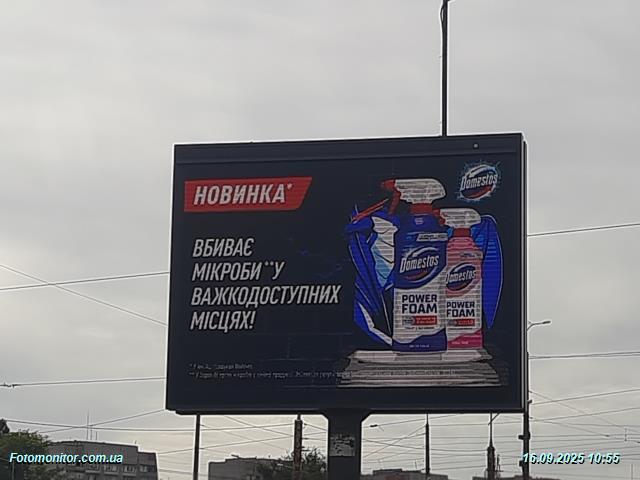 НОВИНКА*
Domestos
ВБИВАЄ
МІКРОБИ**У
ВАЖКОДОСТУПНИХ
МІСЦЯХ!
Domestos
POWER
FOAM
Domestos
POWER
FOAM
Fotomonitor.com.ua
16.09.2025 10:55